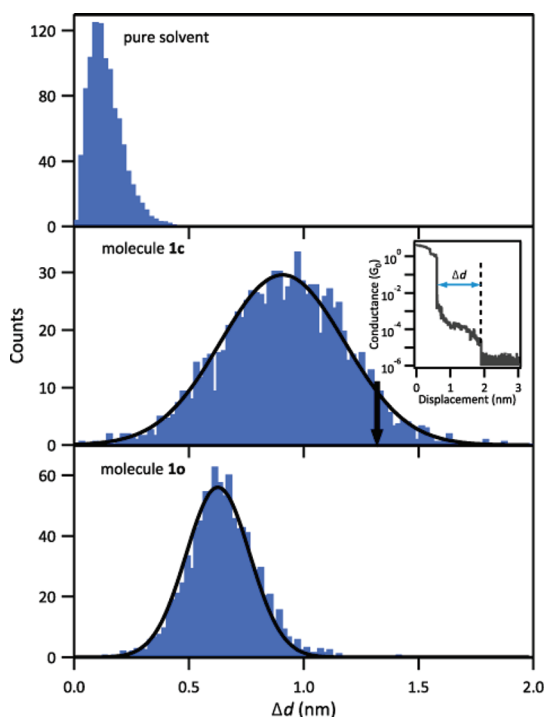 120
80
40
0
pure solvent
molecule 1c
30
20
10
0
Counts
Conductance (G0)
10^0
10^-2
10^-4
10^-6
Δd
0 1 2 3
Displacement (nm)
molecule 1o
60
40
20
0
0.0 0.5 1.0 1.5 2.0
Δd (nm)